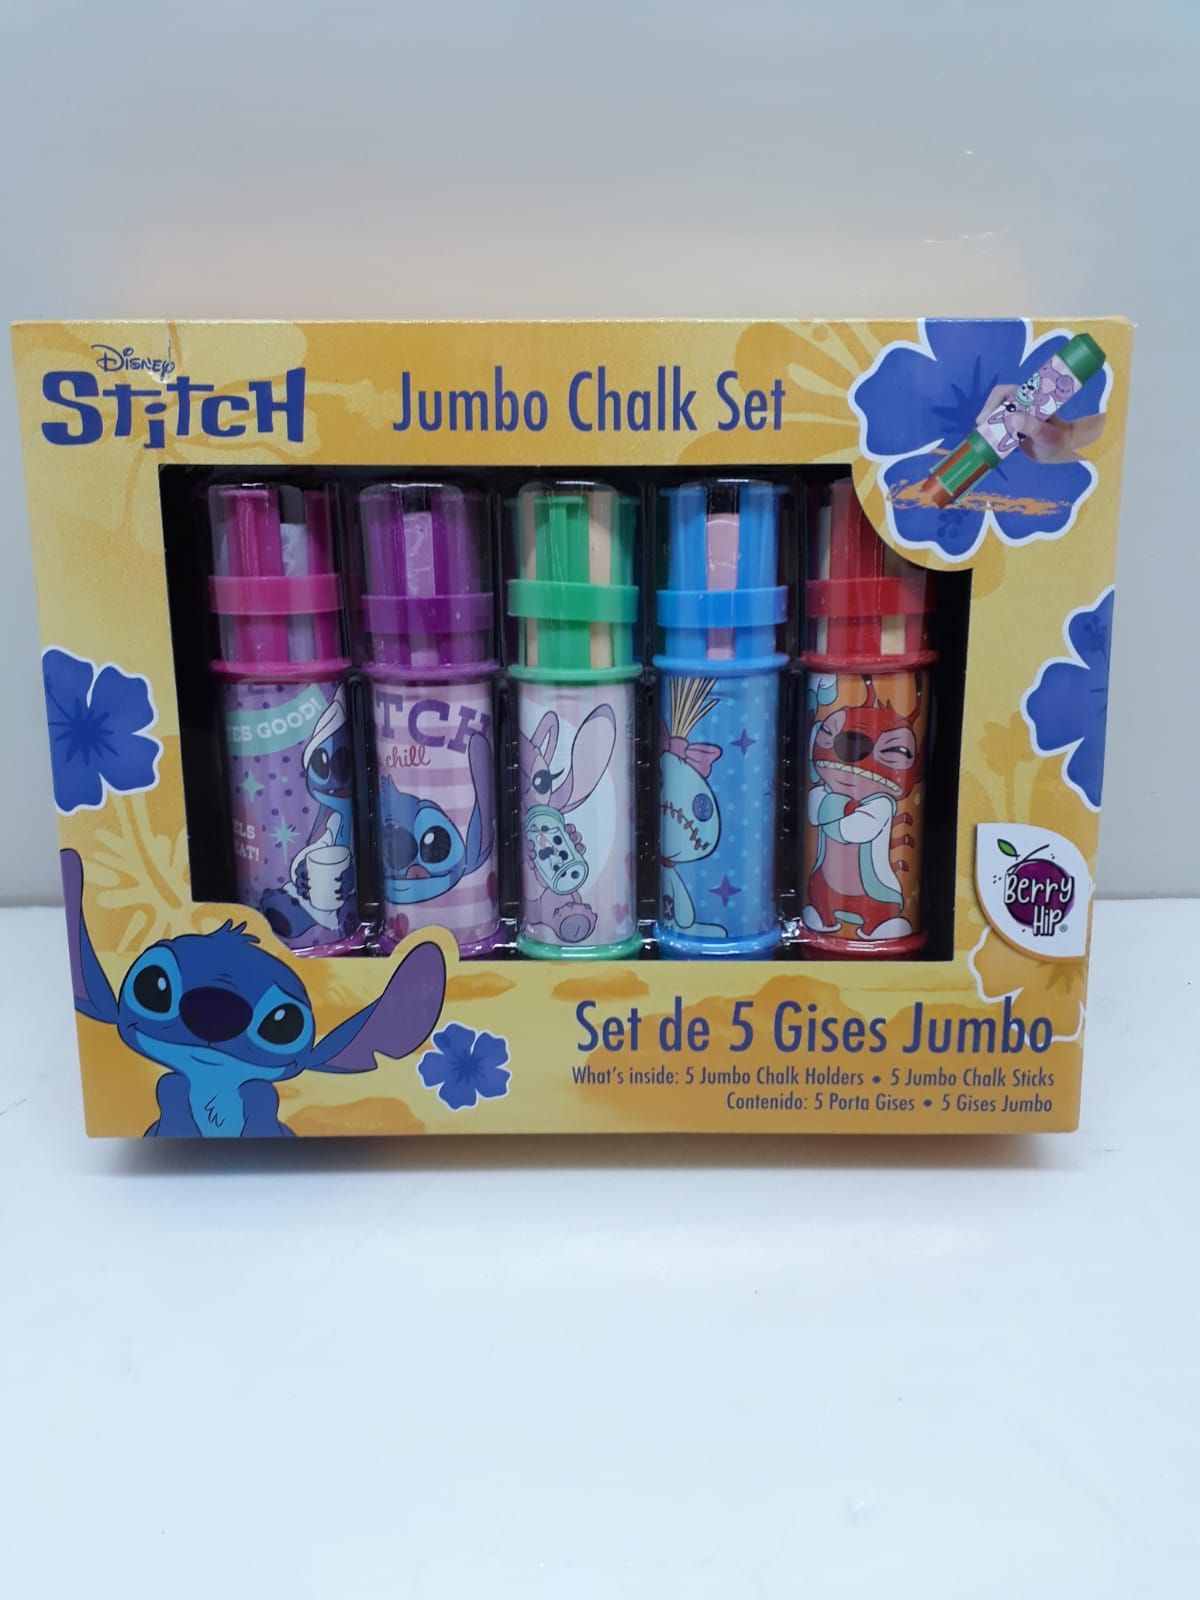 Disney
Stitch
Jumbo Chalk Set
ES GOOD!
ELS
EAT!
TCH
chill
Berry
Hip®
Set de 5 Gises Jumbo
What's inside: 5 Jumbo Chalk Holders • 5 Jumbo Chalk Sticks
Contenido: 5 Porta Gises • 5 Gises Jumbo